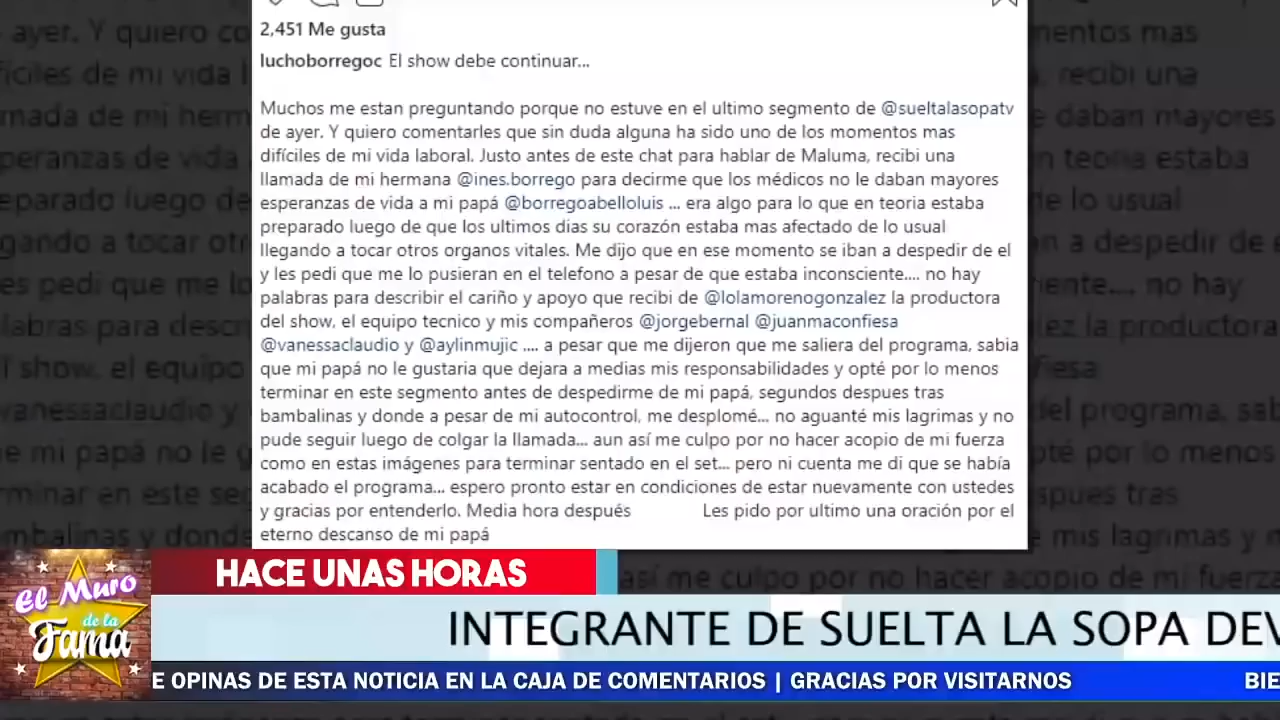 2,451 Me gusta
luchoborregoc El show debe continuar...
Muchos me estan preguntando porque no estuve en el ultimo segmento de @sueltalasopatv
de ayer. Y quiero comentarles que sin duda alguna ha sido uno de los momentos mas
difíciles de mi vida laboral. Justo antes de este chat para hablar de Maluma, recibi una
llamada de mi hermana @ines.borrego para decirme que los médicos no le daban mayores
esperanzas de vida a mi papá @borregoabelloluis ... era algo para lo que en teoria estaba
preparado luego de que los ultimos dias su corazón estaba mas afectado de lo usual
llegando a tocar otros organos vitales. Me dijo que en ese momento se iban a despedir de el
y les pedi que me lo pusieran en el telefono a pesar de que estaba inconsciente.... no hay
palabras para describir el cariño y apoyo que recibi de @lolamorenogonzalez la productora
del show, el equipo tecnico y mis compañeros @jorgebernal @juanmaconfiesa
@vanessaclaudio y @aylinmujic .... a pesar que me dijeron que me saliera del programa, sabia
que mi papá no le gustaria que dejara a medias mis responsabilidades y opté por lo menos
terminar en este segmento antes de despedirme de mi papá, segundos despues tras
bambalinas y donde a pesar de mi autocontrol, me desplomé... no aguanté mis lagrimas y no
pude seguir luego de colgar la llamada... aun así me culpo por no hacer acopio de mi fuerza
como en estas imágenes para terminar sentado en el set... pero ni cuenta me di que se había
acabado el programa... espero pronto estar en condiciones de estar nuevamente con ustedes
y gracias por entenderlo. Media hora después Les pido por ultimo una oración por el
eterno descanso de mi papá
HACE UNAS HORAS
El Muro
de la
Fama
INTEGRANTE DE SUELTA LA SOPA DEV
E OPINAS DE ESTA NOTICIA EN LA CAJA DE COMENTARIOS | GRACIAS POR VISITARNOS BIE